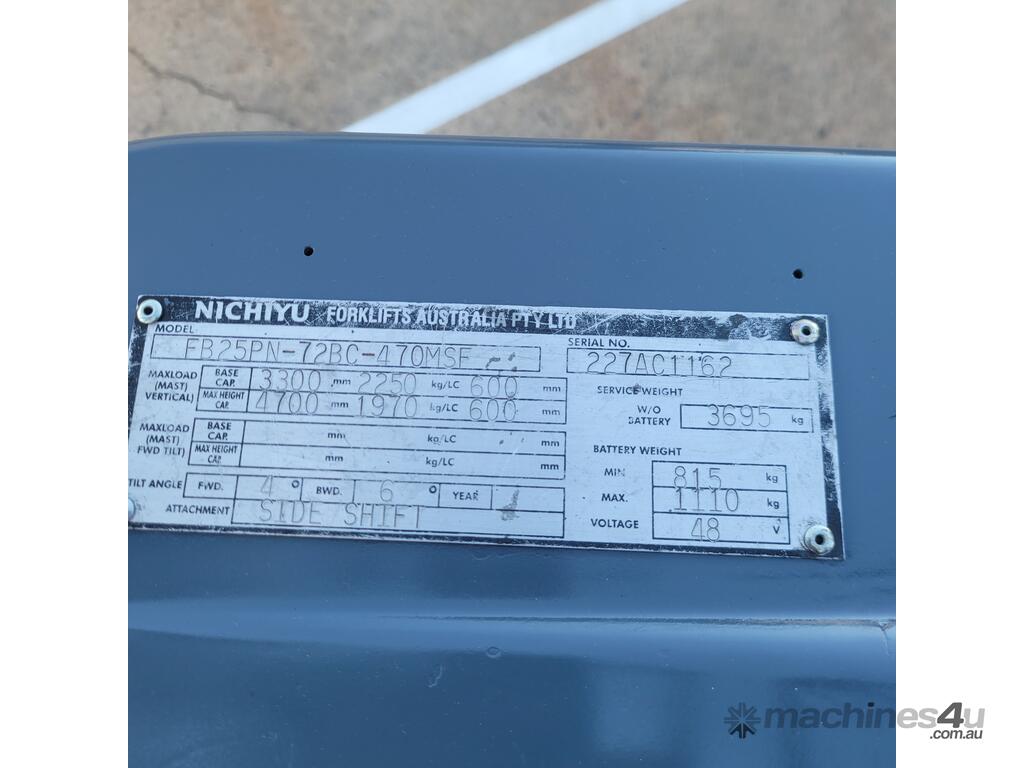 NICHIYU FORKLIFTS AUSTRALIA PTY LTD
MODEL
FB25PN-72BC-470MSF
SERIAL NO.
227AC1162
MAXLOAD (MAST) VERTICAL)
BASE CAP. 3300 mm 2250 kg/LC 600 mm
MAX HEIGHT CAP. 4700 mm 1970 kg/LC 600 mm
MAXLOAD (MAST) FWD TILT)
BASE CAP. mm kg/LC mm
MAX HEIGHT CAP. mm kg/LC mm
TILT ANGLE FWD. 4 ° BWD. 6 ° YEAR
ATTACHMENT SIDE SHIFT
SERVICE WEIGHT
W/O BATTERY 3695 kg
BATTERY WEIGHT
MIN 815 kg
MAX. 1110 kg
VOLTAGE 48 V
machines4u
.com.au